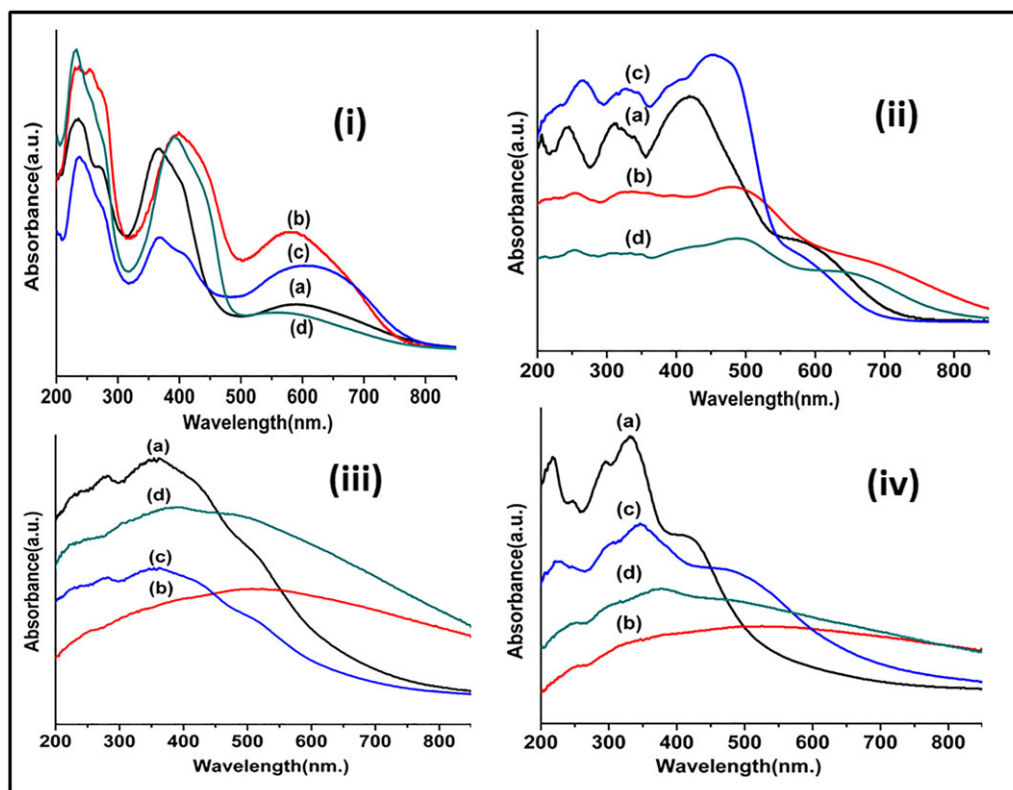 Absorbance(a.u.)
(i)
(b)
(c)
(a)
(d)
200 300 400 500 600 700 800
Wavelength(nm.)
Absorbance(a.u.)
(ii)
(c)
(a)
(b)
(d)
200 300 400 500 600 700 800
Wavelength(nm.)
Absorbance(a.u.)
(iii)
(a)
(d)
(c)
(b)
200 300 400 500 600 700 800
Wavelength(nm.)
Absorbance(a.u.)
(iv)
(a)
(c)
(d)
(b)
200 300 400 500 600 700 800
Wavelength(nm.)